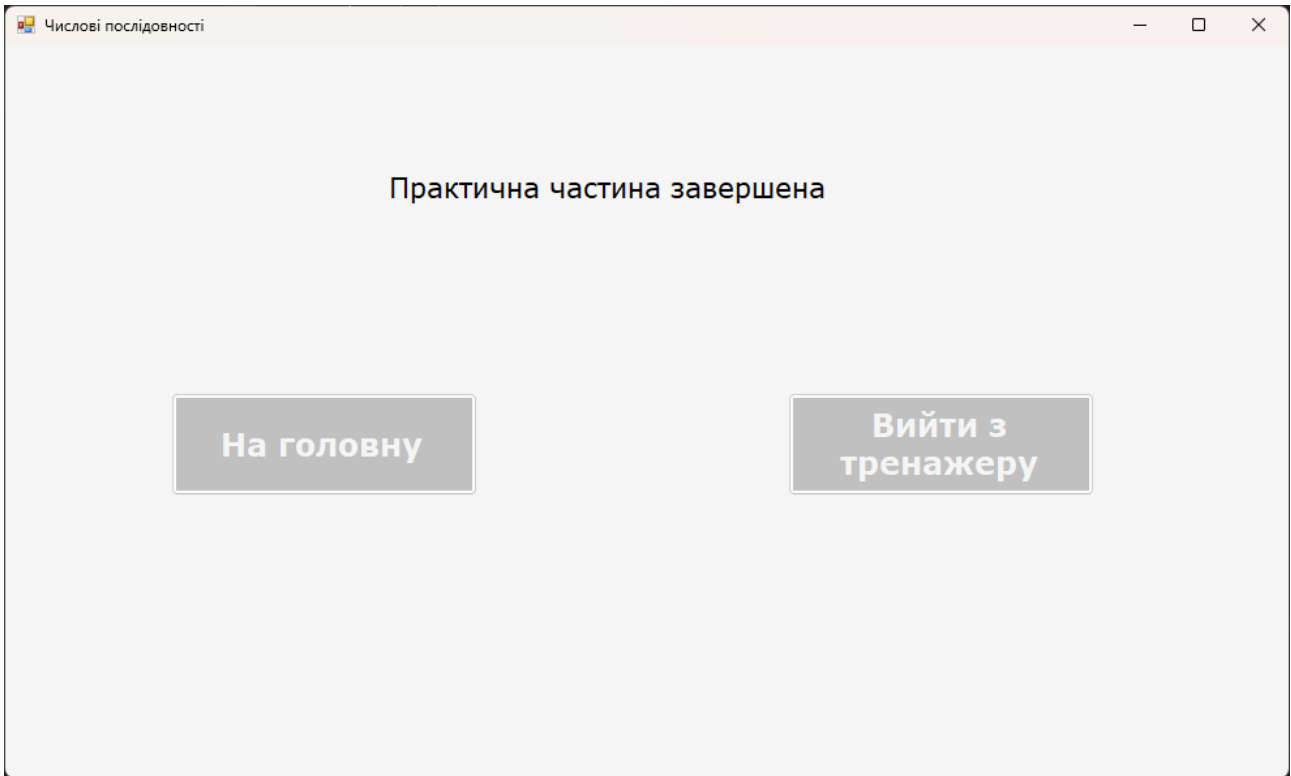 Числові послідовності
Практична частина завершена
На головну
Вийти з
тренажеру